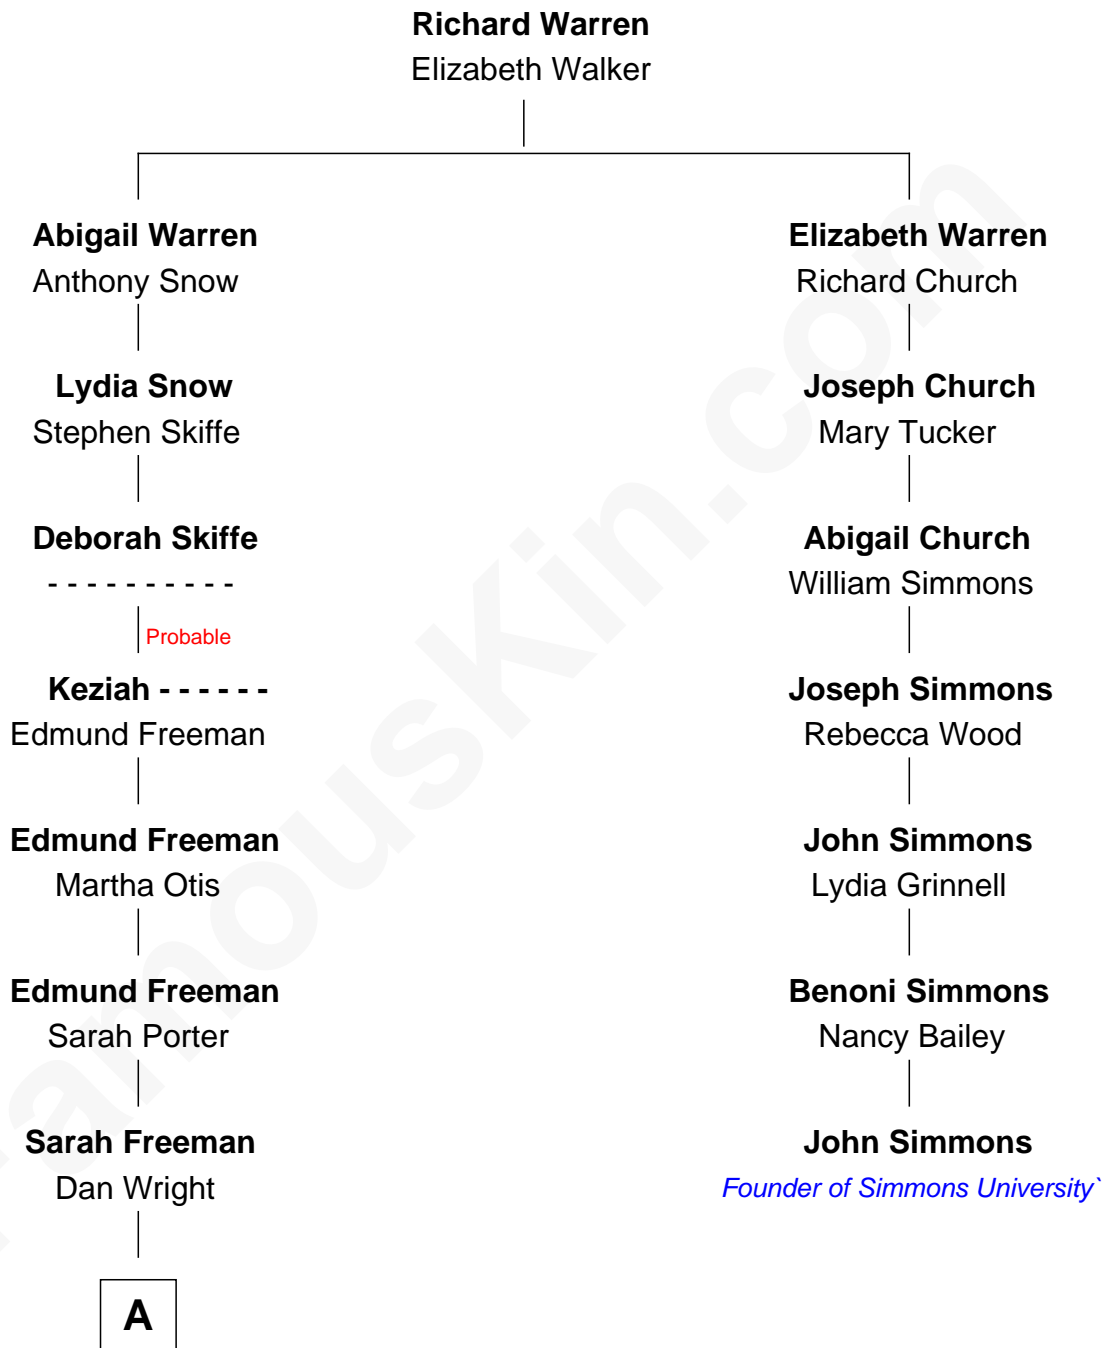 Richard Warren
Elizabeth Walker
Abigail Warren
Anthony Snow
Elizabeth Warren
Richard Church
Lydia Snow
Stephen Skiffe
Joseph Church
Mary Tucker
Deborah Skiffe
- - - - - - - - - -
Abigail Church
William Simmons
Probable
Keziah - - - - - -
Edmund Freeman
Joseph Simmons
Rebecca Wood
Edmund Freeman
Martha Otis
John Simmons
Lydia Grinnell
Edmund Freeman
Sarah Porter
Benoni Simmons
Nancy Bailey
Sarah Freeman
Dan Wright
John Simmons
Founder of Simmons University`
A
FamousKin.com